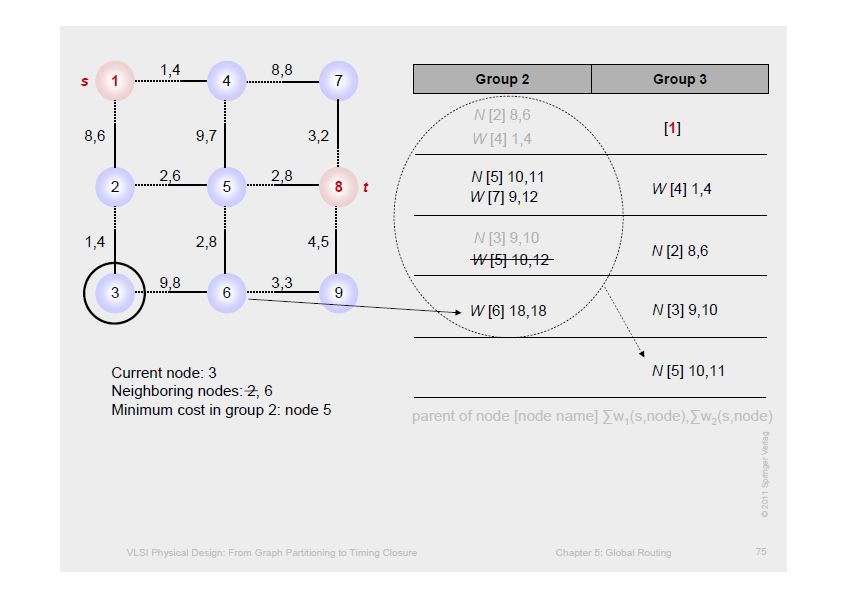 Group 2 Group 3
s 1 1,4 4 8,8 7
8,6 9,7 3,2
2 2,6 5 2,8 8 t
1,4 2,8 4,5
3 9,8 6 3,3 9
N [2] 8,6
W [4] 1,4
[1]
N [5] 10,11
W [7] 9,12
W [4] 1,4
N [3] 9,10
W [5] 10,12
N [2] 8,6
W [6] 18,18
N [3] 9,10
N [5] 10,11
Current node: 3
Neighboring nodes: 2, 6
Minimum cost in group 2: node 5
parent of node [node name] ∑w1(s,node),∑w2(s,node)
© 2011 Springer Verlag
VLSI Physical Design: From Graph Partitioning to Timing Closure
Chapter 5: Global Routing
75